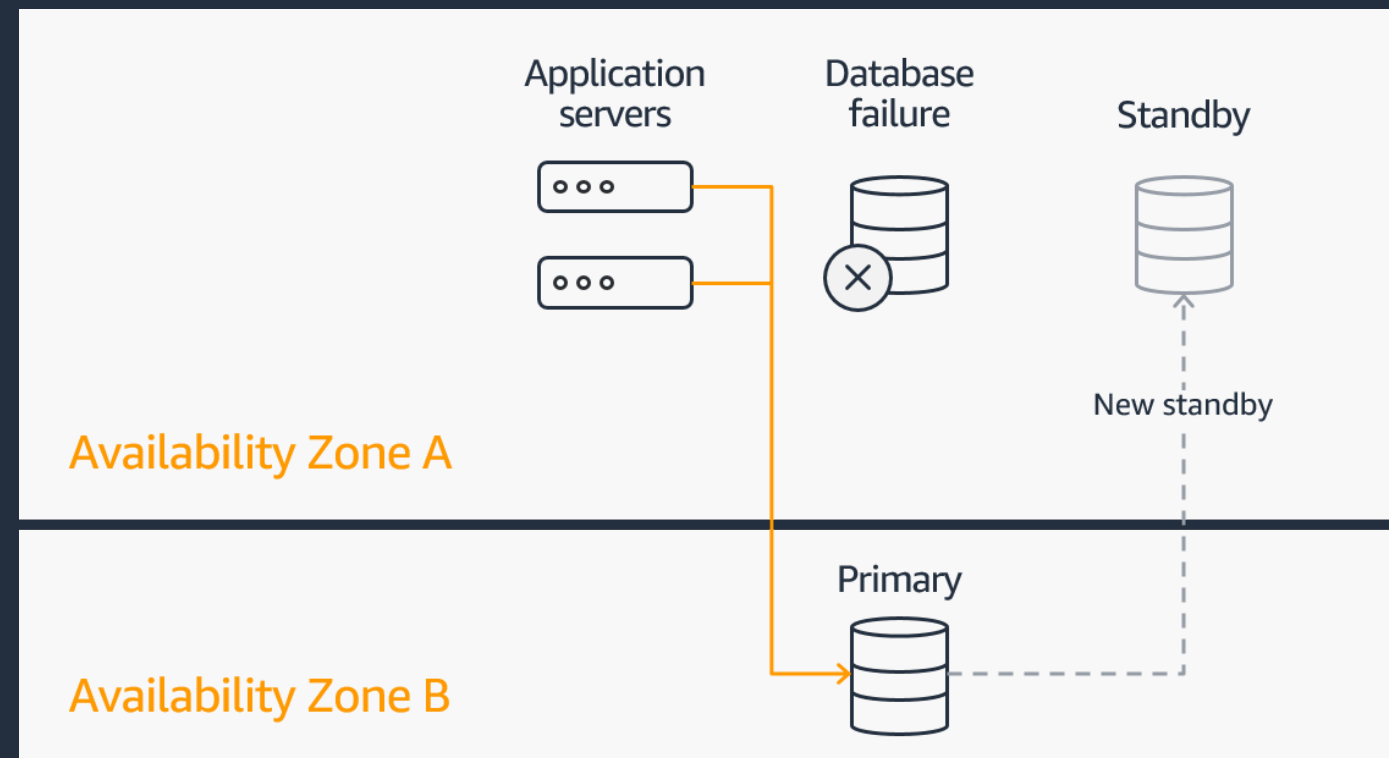 Application
servers
Database
failure
Standby
New standby
Availability Zone A
Primary
Availability Zone B